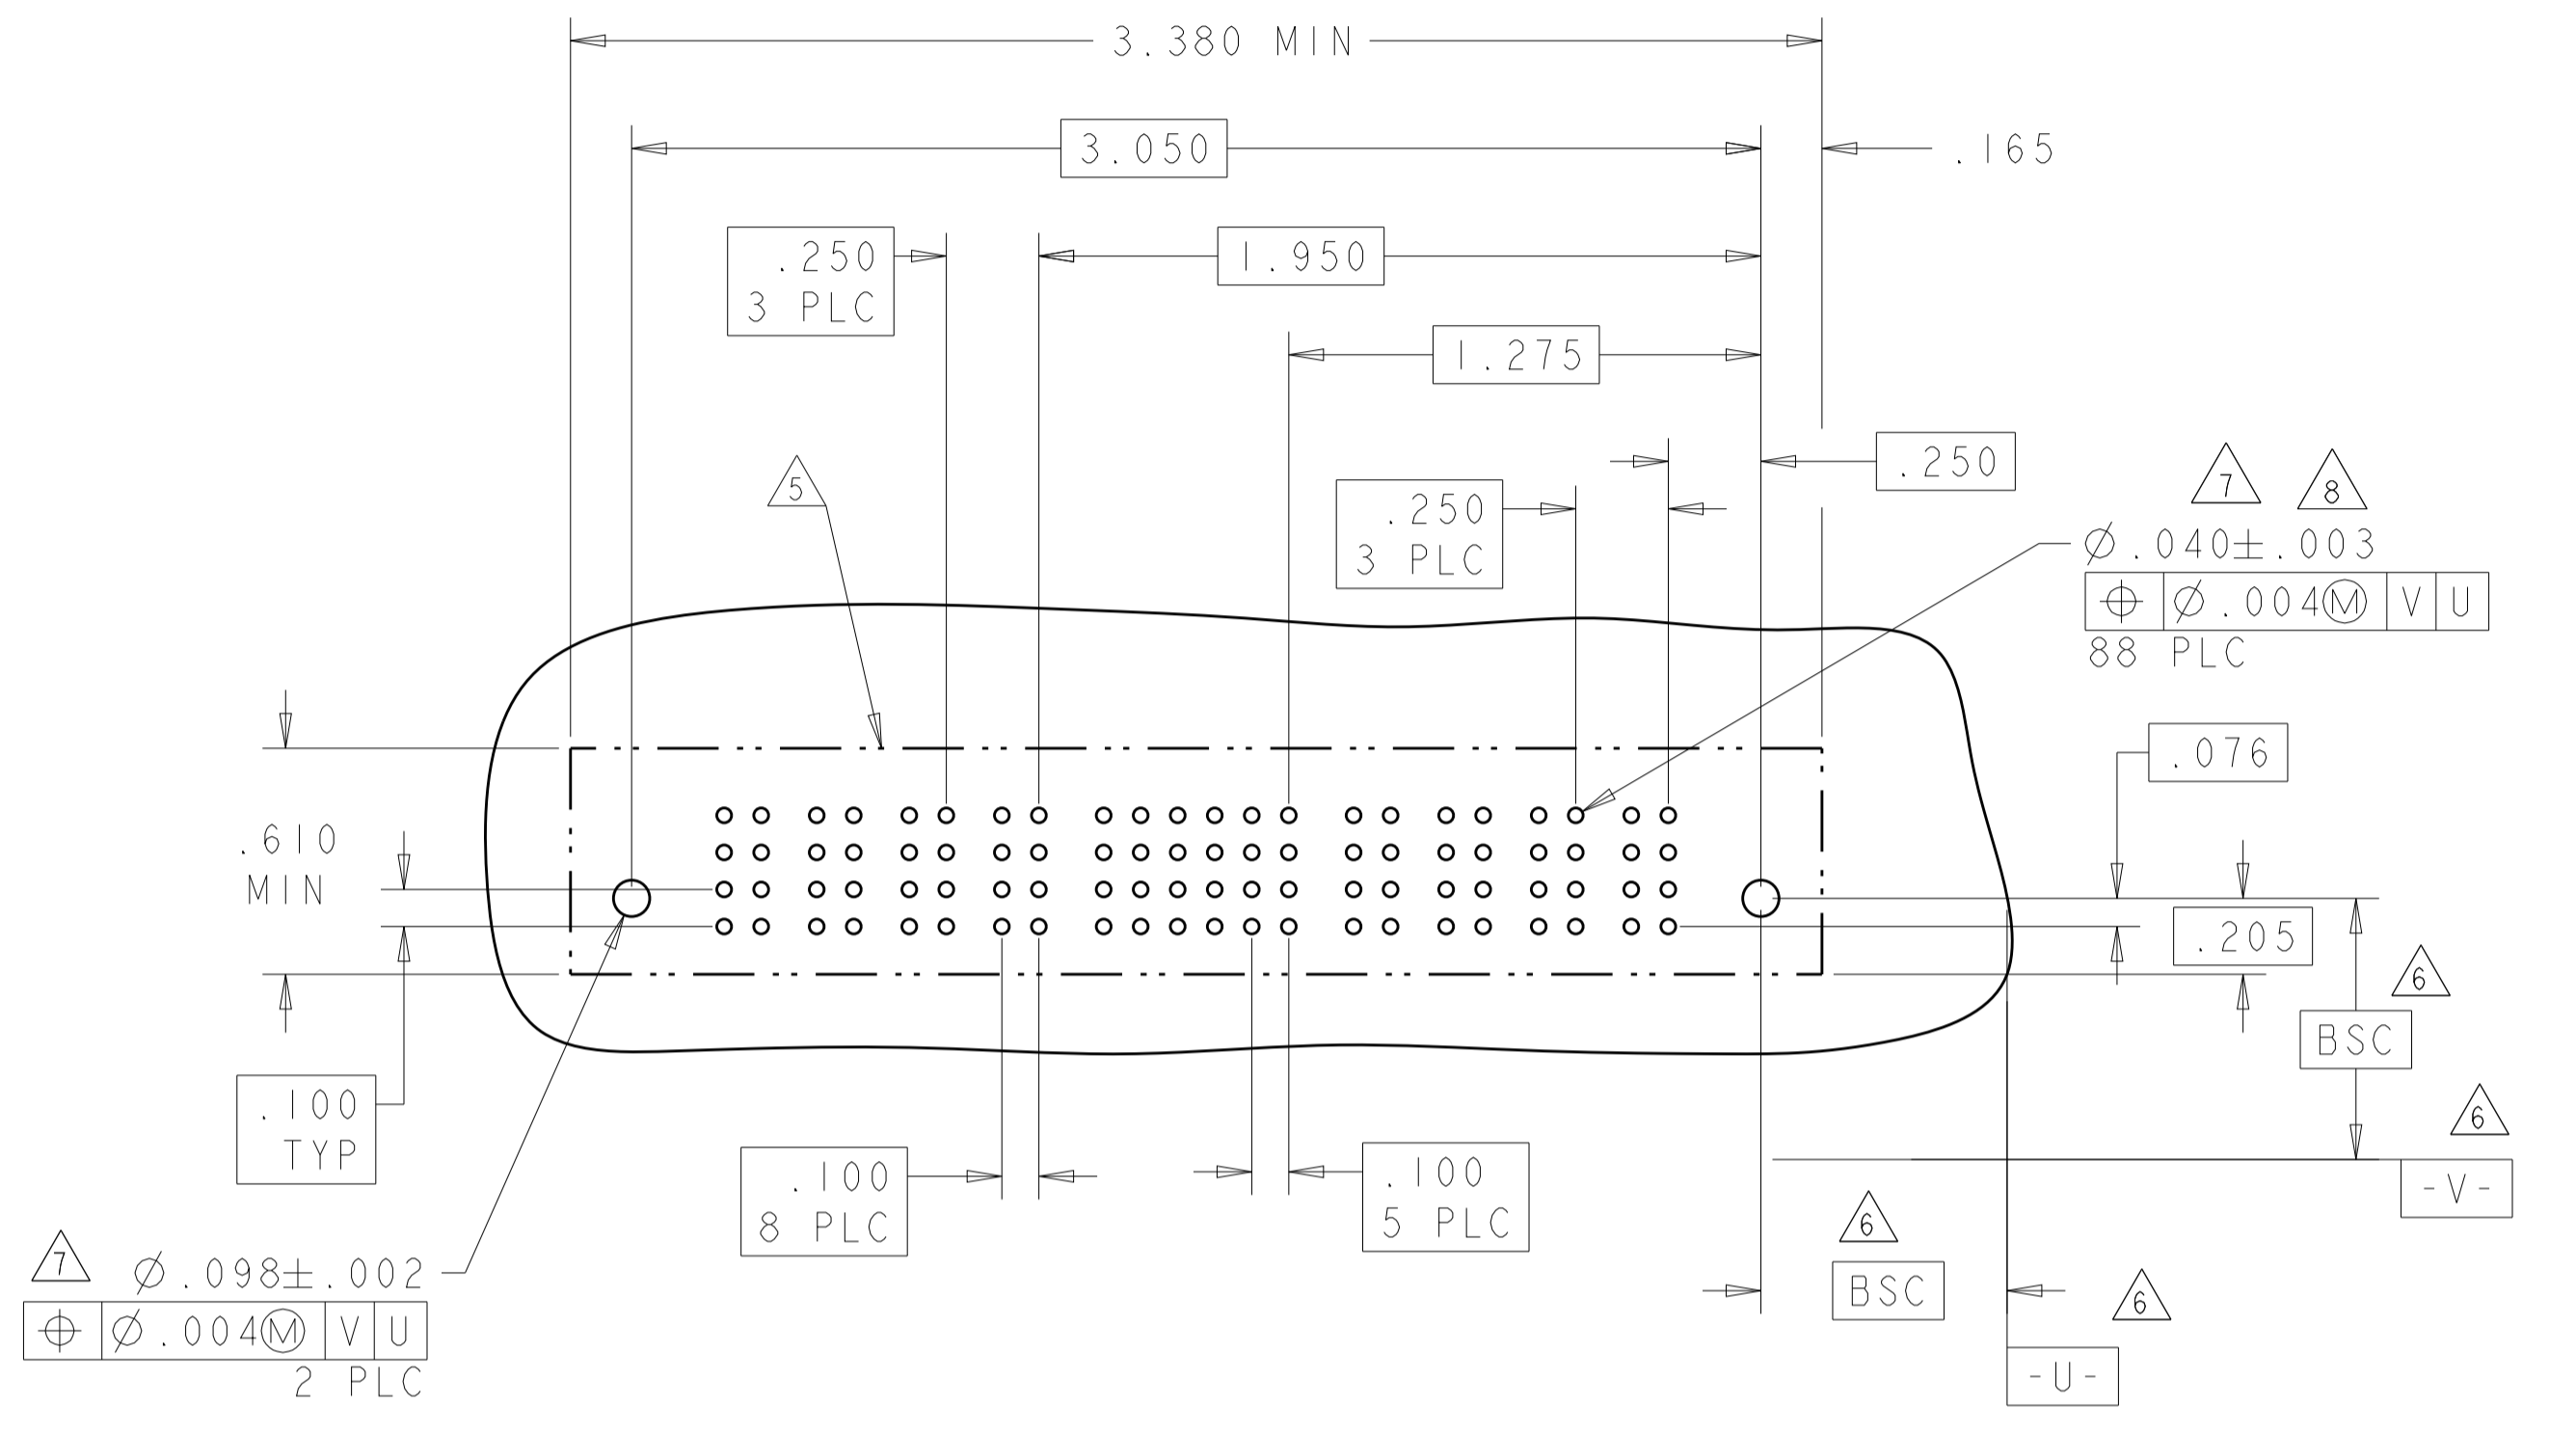 3.380 MIN
3.050
.165
.250
3 PLC
1.950
1.275
.250
5
.250
3 PLC
7
8
Ø.040±.003
⌖ Ø.004Ⓜ V U
88 PLC
.076
.610
MIN
.205
6
BSC
.100
TYP
6
.100
8 PLC
.100
5 PLC
-V-
6
7
Ø.098±.002
BSC
6
⌖ Ø.004Ⓜ V U
2 PLC
-U-